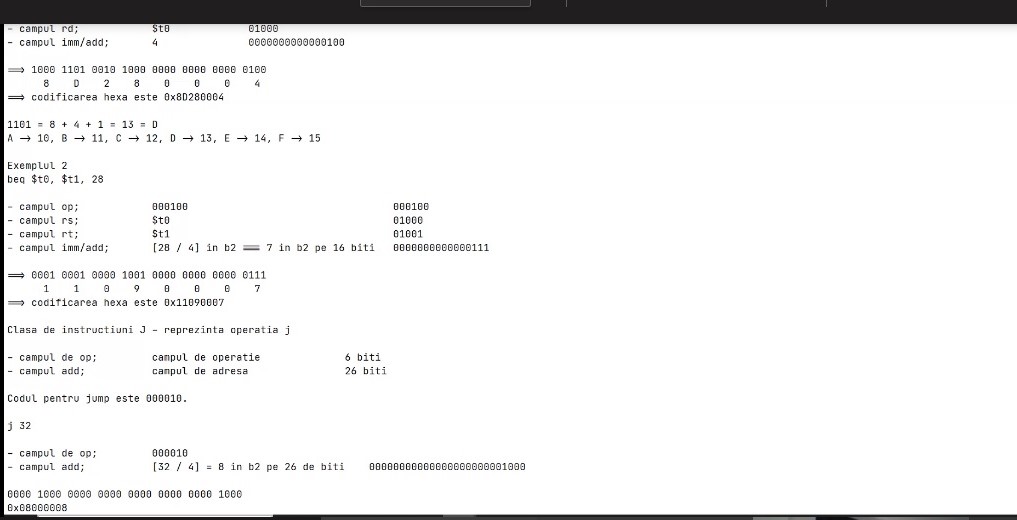 - campul rd; $t0 01000
- campul imm/add; 4 0000000000000100
⟹ 1000 1101 0010 1000 0000 0000 0000 0100
8 D 2 8 0 0 0 4
⟹ codificarea hexa este 0x8D280004
1101 = 8 + 4 + 1 = 13 = D
A → 10, B → 11, C → 12, D → 13, E → 14, F → 15
Exemplul 2
beq $t0, $t1, 28
- campul op; 000100 000100
- campul rs; $t0 01000
- campul rt; $t1 01001
- campul imm/add; [28 / 4] in b2 == 7 in b2 pe 16 biti 0000000000000111
⟹ 0001 0001 0000 1001 0000 0000 0000 0111
1 1 0 9 0 0 0 7
⟹ codificarea hexa este 0x11090007
Clasa de instructiuni J - reprezinta operatia j
- campul de op; campul de operatie 6 biti
- campul add; campul de adresa 26 biti
Codul pentru jump este 000010.
j 32
- campul de op; 000010
- campul add; [32 / 4] = 8 in b2 pe 26 de biti 00000000000000000000001000
0000 1000 0000 0000 0000 0000 0000 1000
0x08000008